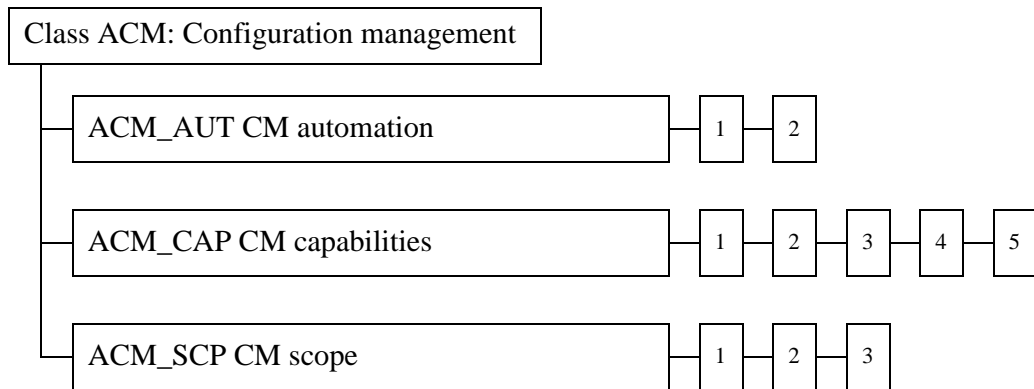 Class ACM: Configuration management
ACM_AUT CM automation 1 2
ACM_CAP CM capabilities 1 2 3 4 5
ACM_SCP CM scope 1 2 3